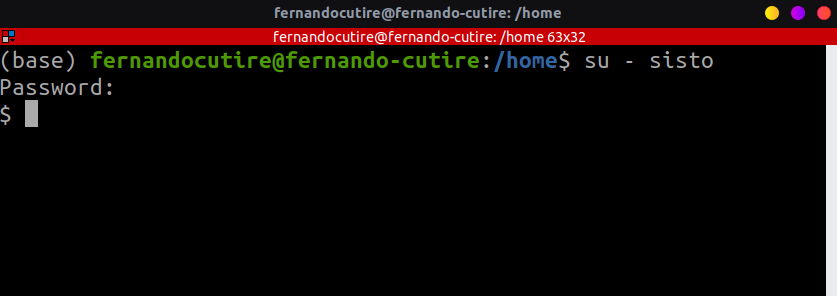 fernandocutire@fernando-cutire: /home
fernandocutire@fernando-cutire: /home 63x32
(base) fernandocutire@fernando-cutire:/home$ su - sisto
Password:
$